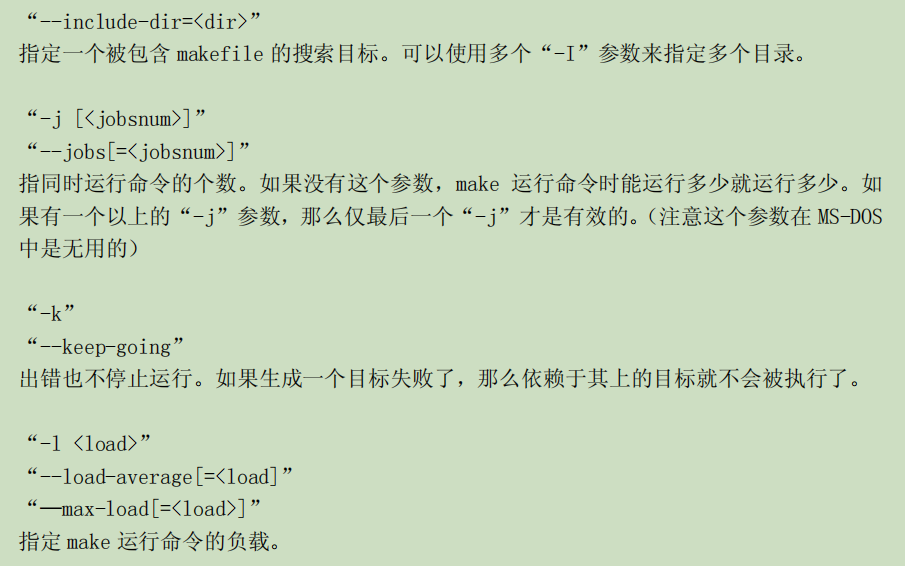 “--include-dir=<dir>”
指定一个被包含 makefile 的搜索目标。可以使用多个“-I”参数来指定多个目录。
“-j [<jobsnum>]”
“--jobs[=<jobsnum>]”
指同时运行命令的个数。如果没有这个参数，make 运行命令时能运行多少就运行多少。如
果有一个以上的“-j”参数，那么仅最后一个“-j”才是有效的。（注意这个参数在 MS-DOS
中是无用的）
“-k”
“--keep-going”
出错也不停止运行。如果生成一个目标失败了，那么依赖于其上的目标就不会被执行了。
“-l <load>”
“--load-average[=<load]”
“—max-load[=<load>]”
指定 make 运行命令的负载。